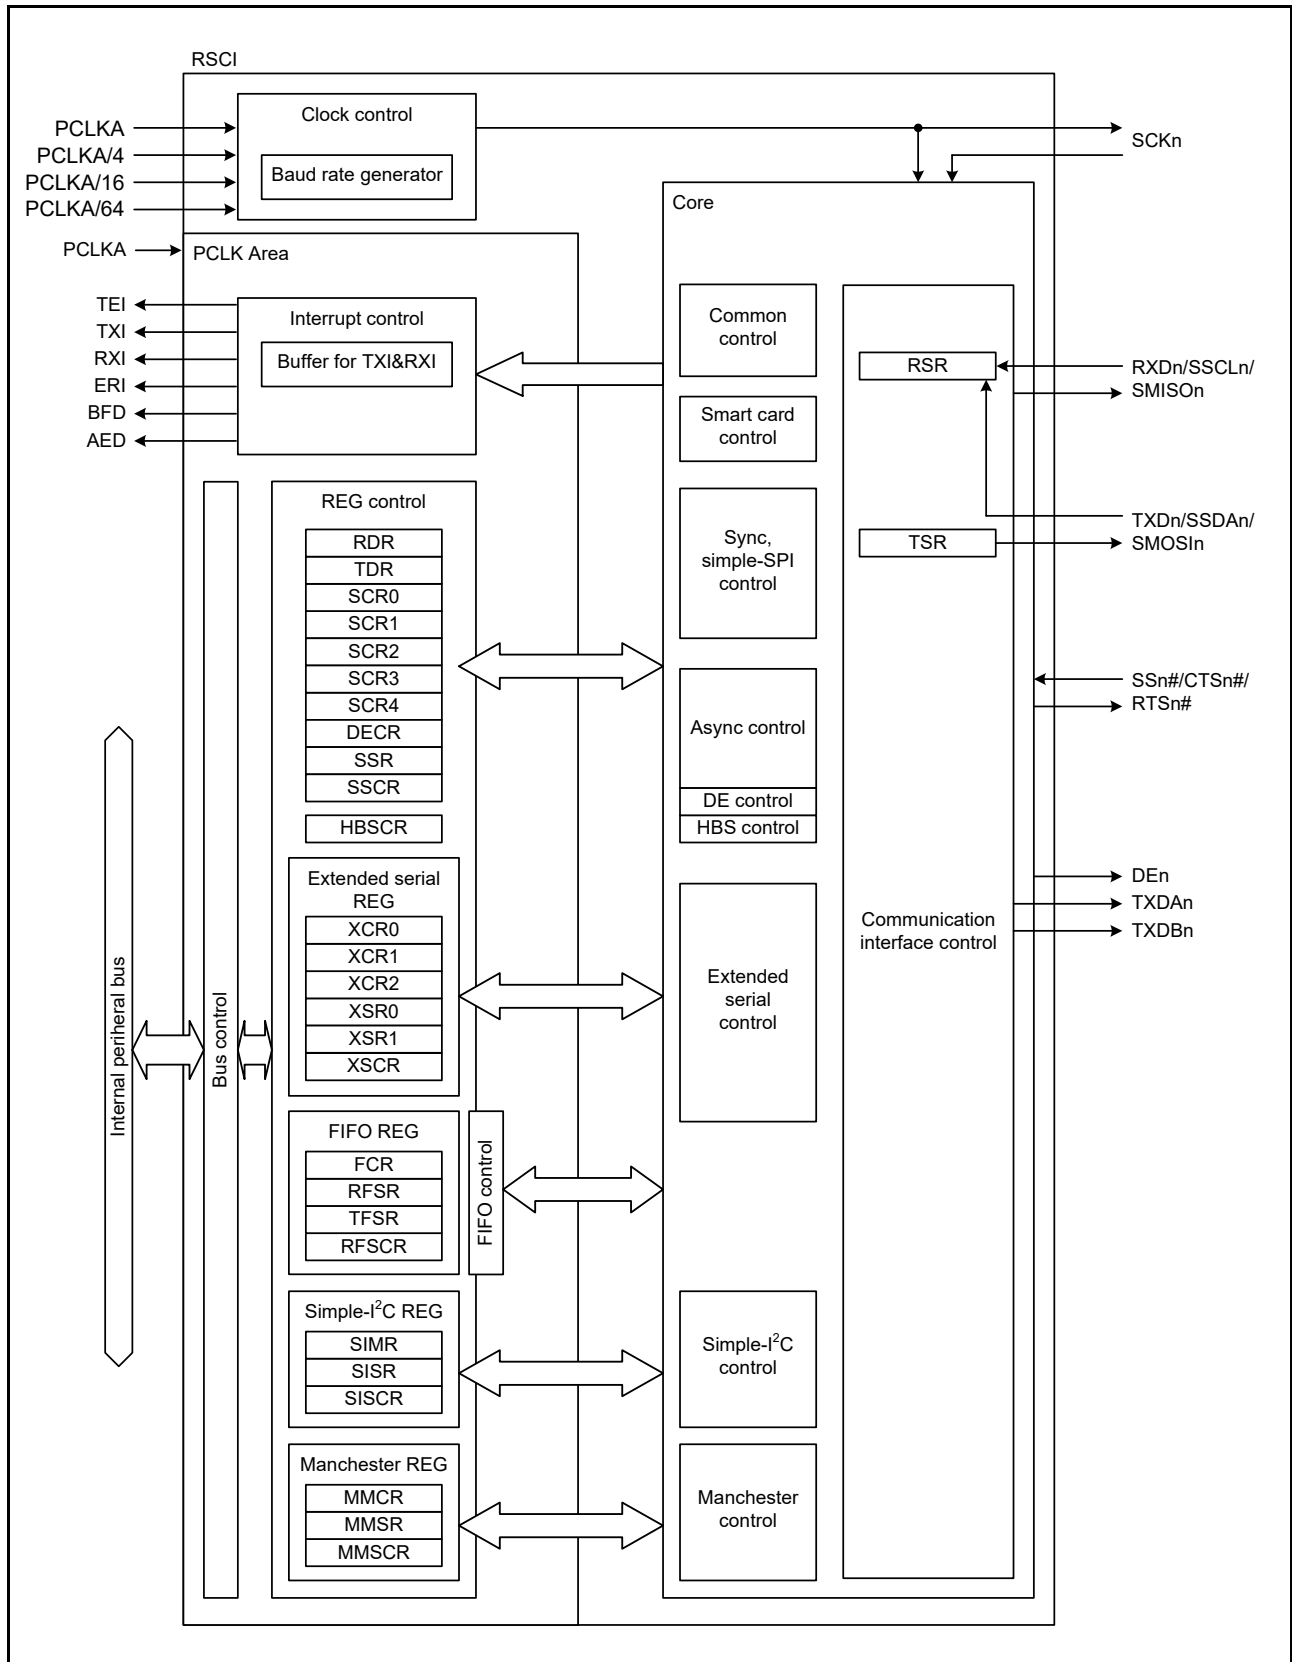 RSCI
Clock control
Baud rate generator
PCLKA
PCLKA/4
PCLKA/16
PCLKA/64
PCLKA
PCLK Area
SCKn
Core
TEI
TXI
RXI
ERI
BFD
AED
Interrupt control
Buffer for TXI&RXI
REG control
RDR
TDR
SCR0
SCR1
SCR2
SCR3
SCR4
DECR
SSR
SSCR
HBSCR
Extended serial
REG
XCR0
XCR1
XCR2
XSR0
XSR1
XSCR
FIFO REG
FCR
RFSR
TFSR
RFSCR
FIFO control
Simple-I²C REG
SIMR
SISR
SISCR
Manchester REG
MMCR
MMSR
MMSCR
Internal periheral bus
Bus control
Common
control
Smart card
control
Sync,
simple-SPI
control
Async control
DE control
HBS control
Extended
serial
control
Simple-I²C
control
Manchester
control
RSR
TSR
Communication
interface control
RXDn/SSCLn/
SMISOn
TXDn/SSDAn/
SMOSIn
SSn#/CTSn#/
RTSn#
DEn
TXDAn
TXDBn